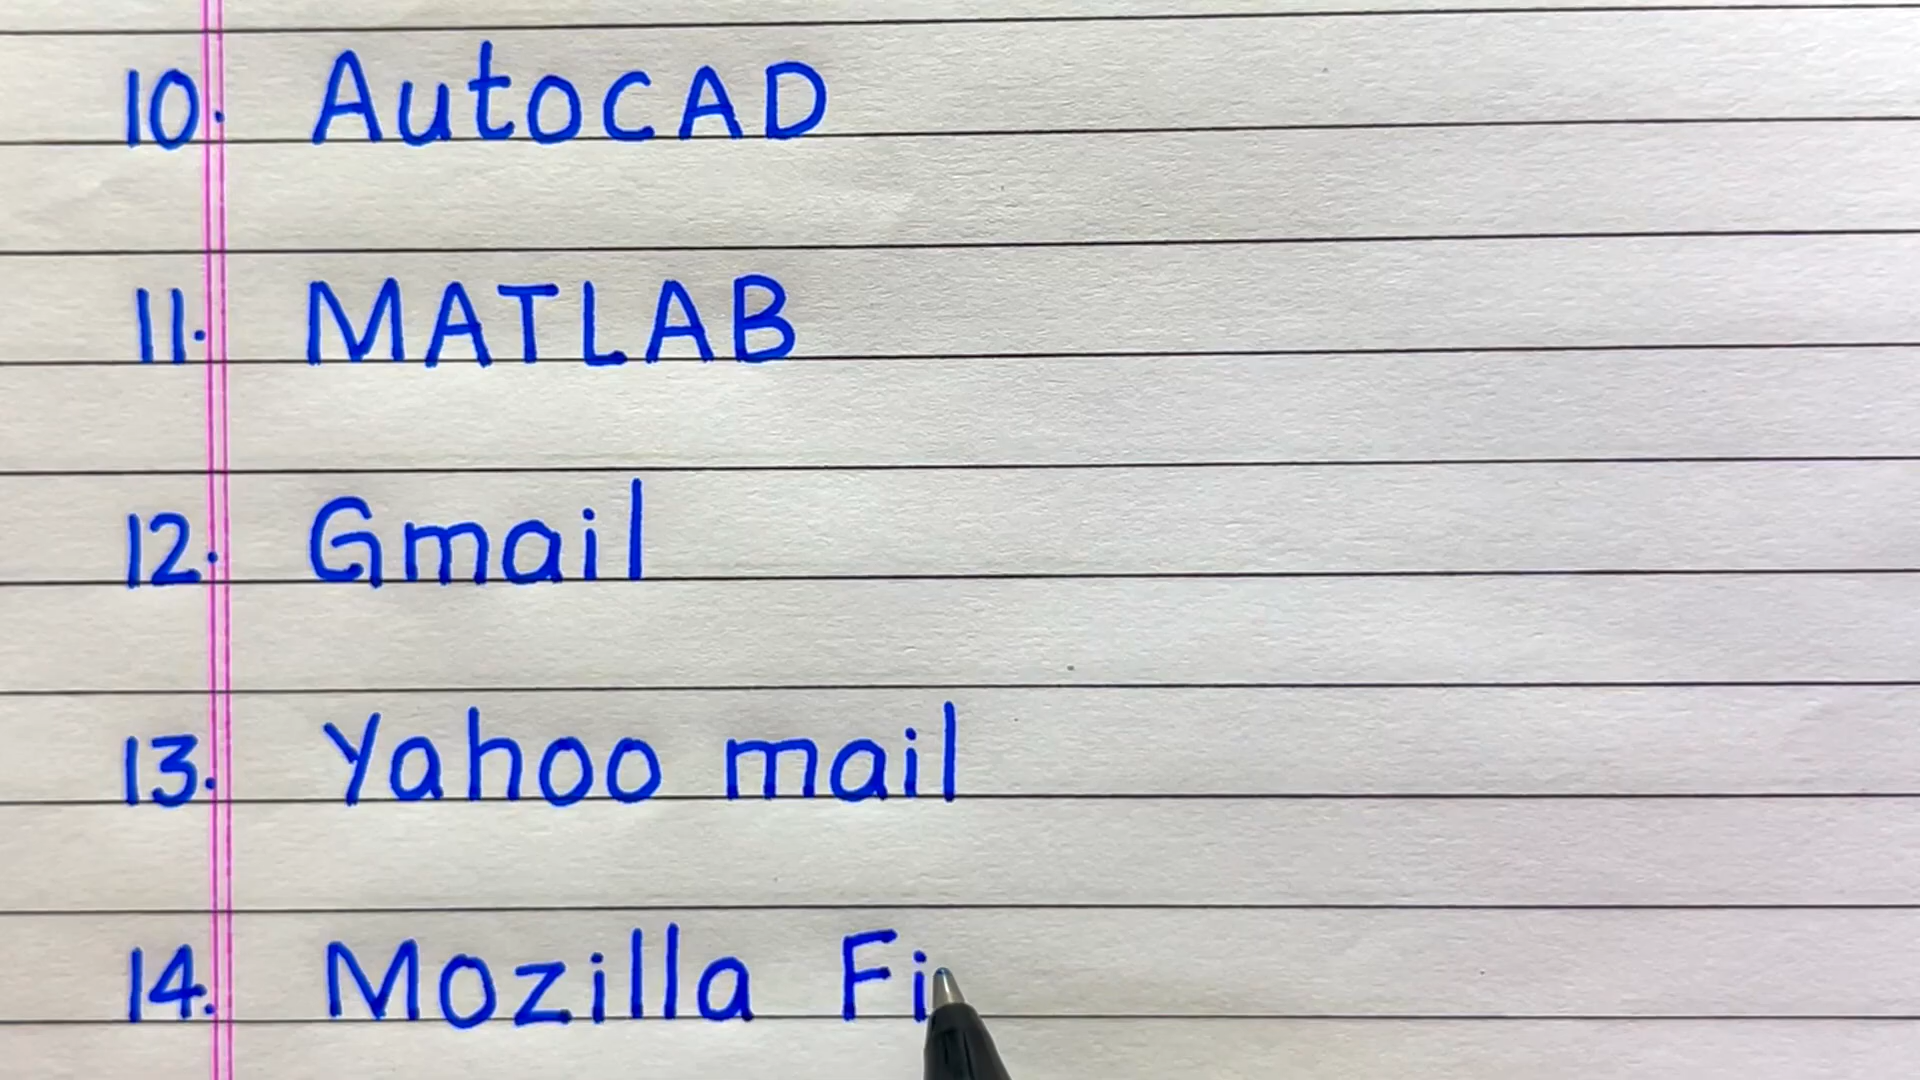 10. AutoCAD
11. MATLAB
12. Gmail
13. Yahoo mail
14. Mozilla Fi